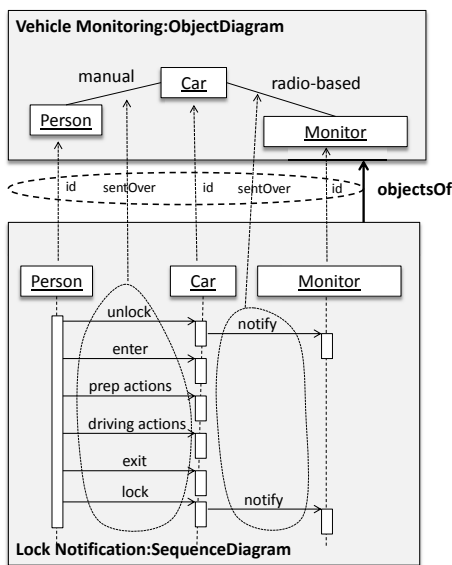 Vehicle Monitoring:ObjectDiagram
manual
Car
radio-based
Person
Monitor
id
sentOver
id
sentOver
id
objectsOf
Person
Car
Monitor
unlock
notify
enter
prep actions
driving actions
exit
lock
notify
Lock Notification:SequenceDiagram